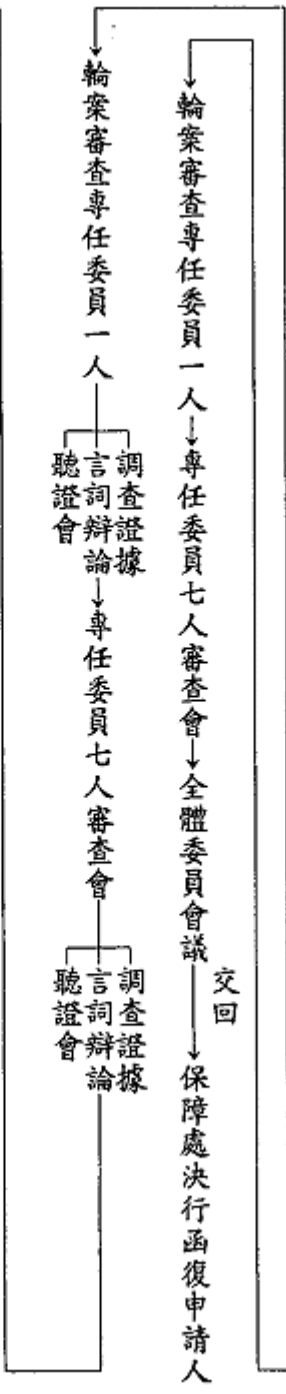 輪案審查專任委員一人
專任委員七人審查會
全體委員會議
交回
保障處決行函復申請人
輪案審查專任委員一人
調查證據
言詞辯論
聽證會
專任委員七人審查會
調查證據
言詞辯論
聽證會